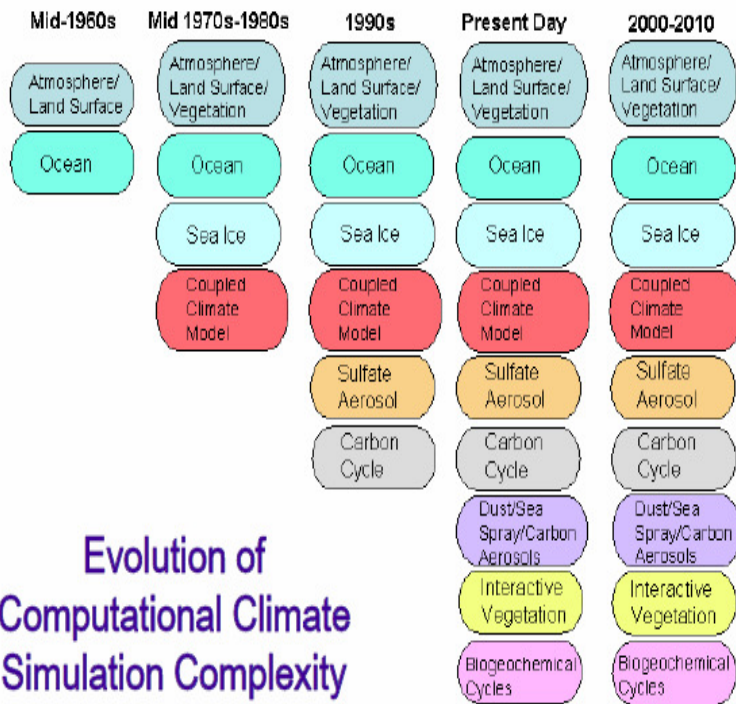 Mid-1960s
Atmosphere/
Land Surface
Ocean
Mid 1970s-1980s
Atmosphere/
Land Surface/
Vegetation
Ocean
Sea Ice
Coupled
Climate
Model
1990s
Atmosphere/
Land Surface/
Vegetation
Ocean
Sea Ice
Coupled
Climate
Model
Sulfate
Aerosol
Carbon
Cycle
Present Day
Atmosphere/
Land Surface/
Vegetation
Ocean
Sea Ice
Coupled
Climate
Model
Sulfate
Aerosol
Carbon
Cycle
Dust/Sea
Spray/Carbon
Aerosols
Interactive
Vegetation
Biogeochemical
Cycles
2000-2010
Atmosphere/
Land Surface/
Vegetation
Ocean
Sea Ice
Coupled
Climate
Model
Sulfate
Aerosol
Carbon
Cycle
Dust/Sea
Spray/Carbon
Aerosols
Interactive
Vegetation
Biogeochemical
Cycles
Evolution of
Computational Climate
Simulation Complexity